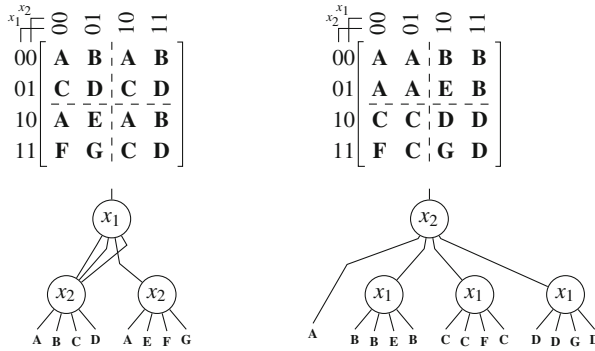 x₂ x₁ 00 01 10 11
00 A B A B
01 C D C D
10 A E A B
11 F G C D
x₁
x₂ x₂
A B C D A E F G
x₁ x₂ 00 01 10 11
00 A A B B
01 A A E B
10 C C D D
11 F C G D
x₂
x₁ x₁ x₁
A B B E B C C F C D D G D